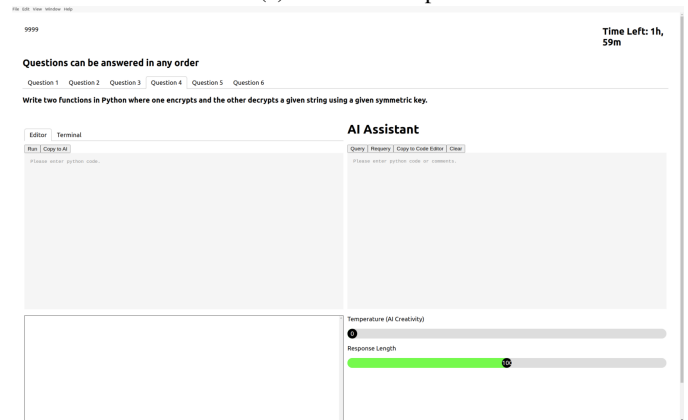 File Edit View Window Help
9999
Time Left: 1h,
59m
Questions can be answered in any order
Question 1 Question 2 Question 3 Question 4 Question 5 Question 6
Write two functions in Python where one encrypts and the other decrypts a given string using a given symmetric key.
AI Assistant
Editor Terminal
Run Copy to AI
Query Requery Copy to Code Editor Clear
Please enter python code.
Please enter python code or comments.
Temperature (AI Creativity)
0
Response Length
100